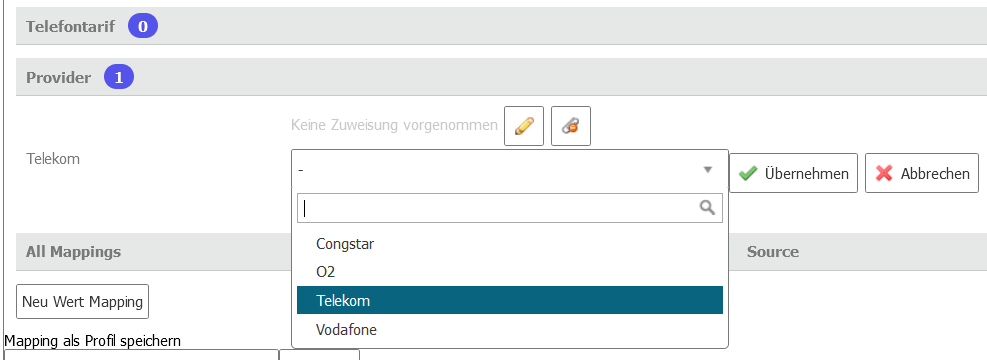 Telefontarif 0
Provider 1
Keine Zuweisung vorgenommen
Telekom
-
Übernehmen
Abbrechen
Congstar
O2
Telekom
Vodafone
All Mappings
Source
Neu Wert Mapping
Mapping als Profil speichern